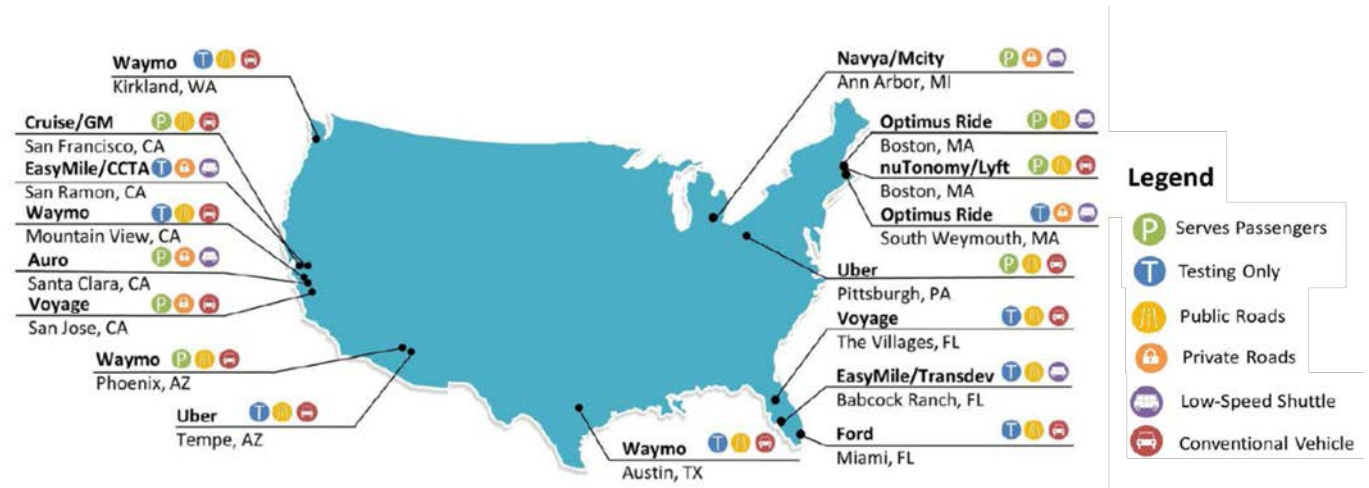 Waymo
Kirkland, WA
Cruise/GM
San Francisco, CA
EasyMile/CCTA
San Ramon, CA
Waymo
Mountain View, CA
Auro
Santa Clara, CA
Voyage
San Jose, CA
Waymo
Phoenix, AZ
Uber
Tempe, AZ
Waymo
Austin, TX
Navya/Mcity
Ann Arbor, MI
Optimus Ride
Boston, MA
nuTonomy/Lyft
Boston, MA
Optimus Ride
South Weymouth, MA
Uber
Pittsburgh, PA
Voyage
The Villages, FL
EasyMile/Transdev
Babcock Ranch, FL
Ford
Miami, FL
Legend
P Serves Passengers
T Testing Only
Public Roads
Private Roads
Low-Speed Shuttle
Conventional Vehicle